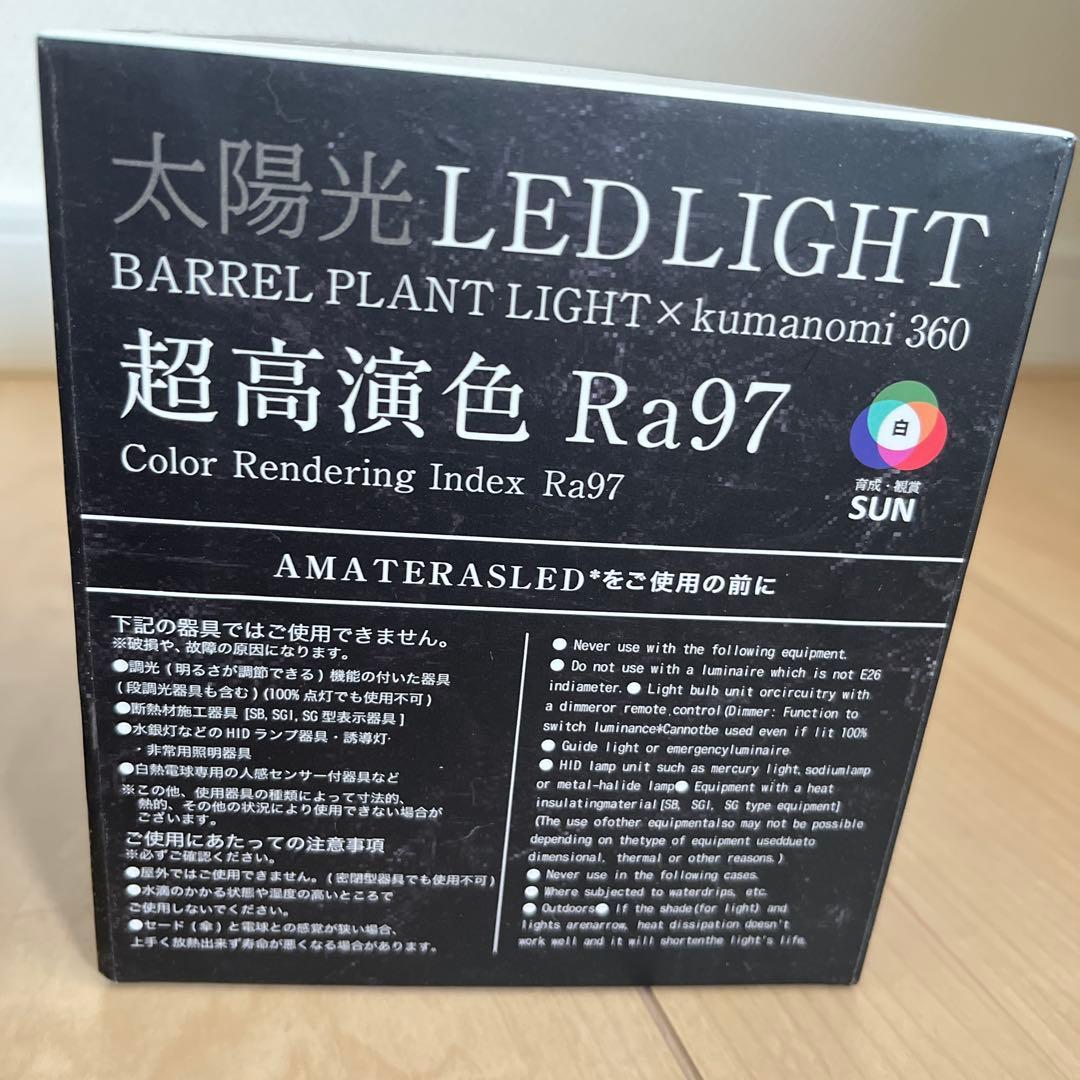 太陽光 LED LIGHT
BARREL PLANT LIGHT×kumanomi 360
超高演色 Ra97
Color Rendering Index Ra97
白
育成・観賞
SUN
AMATERASLED*をご使用の前に
下記の器具ではご使用できません。
※破損や、故障の原因になります。
●調光(明るさが調節できる)機能の付いた器具
(段調光器具も含む)(100%点灯でも使用不可)
●断熱材施工器具[SB,SGI,SG型表示器具]
●水銀灯などのHIDランプ器具・誘導灯・
・非常用照明器具
●白熱電球専用の人感センサー付器具など
※この他、使用器具の種類によって寸法的、
熱的、その他の状況により使用できない場合が
ございます。
ご使用にあたっての注意事項
※必ずご確認ください。
●屋外ではご使用できません。(密閉型器具でも使用不可)
●水滴のかかる状態や湿度の高いところで
ご使用しないでください。
●セード(傘)と電球との感覚が狭い場合、
上手く放熱出来ず寿命が悪くなる場合があります。
● Never use with the following equipment.
● Do not use with a luminaire which is not E26
indiameter. ● Light bulb unit orcircuitry with
a dimmeror remote control(Dimmer: Function to
switch luminance*Cannotbe used even if lit 100%
● Guide light or emergencyluminaire
● HID lamp unit such as mercury light,sodiumlamp
or metal-halide lamp● Equipment with a heat
insulatingmaterial[SB, SGI, SG type equipment]
(The use ofother equipmentalso may not be possible
depending on thetype of equipment useddueto
dimensional, thermal or other reasons.)
● Never use in the following cases.
● Where subjected to waterdrips, etc.
● Outdoors● If the shade(for light) and
lights arenarrow, heat dissipation doesn't
work well and it will shortenthe light's life.